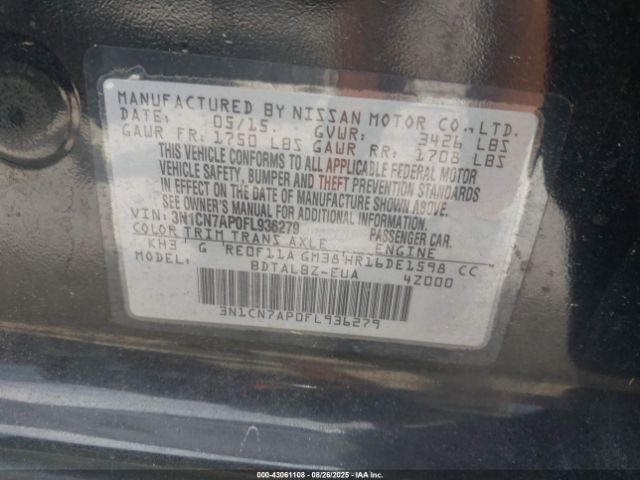 MANUFACTURED BY NISSAN MOTOR CO., LTD.
DATE: 05/15. GVWR: 3426 LBS
GAWR FR: 1750 LBS GAWR RR: 1708 LBS
THIS VEHICLE CONFORMS TO ALL APPLICABLE FEDERAL MOTOR
VEHICLE SAFETY, BUMPER AND THEFT PREVENTION STANDARDS
IN EFFECT ON THE DATE OF MANUFACTURE SHOWN ABOVE.
SEE OWNER'S MANUAL FOR ADDITIONAL INFORMATION.
VIN: 3N1CN7AP0FL936279 PASSENGER CAR.
COLOR TRIM TRANS AXLE ENGINE
KH3 G RE0F11A GM38 HR16DE1598 CC
BDTALBZ-EUA 4Z000
3N1CN7AP0FL936279
000-43061108 - 08/26/2025 - IAAI.COM